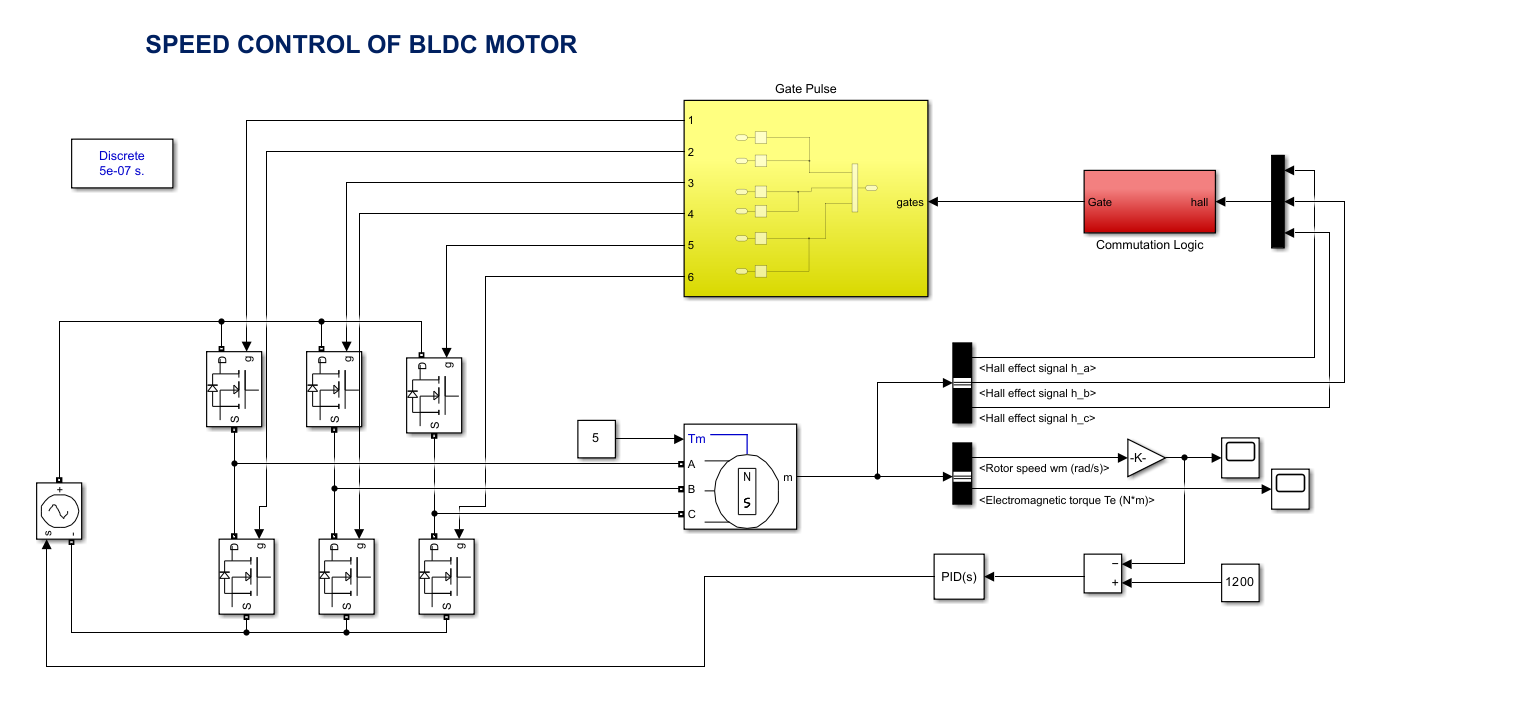 SPEED CONTROL OF BLDC MOTOR
Gate Pulse
Discrete
5e-07 s.
1
2
3
4
5
6
gates
Gate
hall
Commutation Logic
D
g
S
D
g
S
D
g
S
<Hall effect signal h_a>
<Hall effect signal h_b>
<Hall effect signal h_c>
5
Tm
A
B
C
N
S
m
<Rotor speed wm (rad/s)>
-K-
<Electromagnetic torque Te (N*m)>
+
s
-
D
g
S
D
g
S
D
g
S
PID(s)
−
+
1200